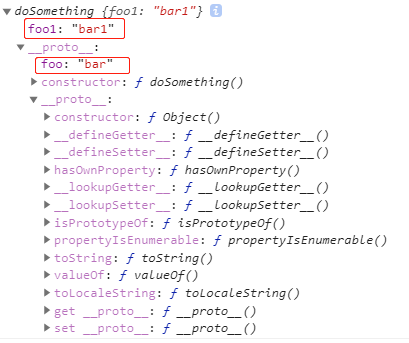 doSomething {foo1: "bar1"} i
foo1: "bar1"
__proto__:
foo: "bar"
constructor: ƒ doSomething()
__proto__:
constructor: ƒ Object()
__defineGetter__: ƒ __defineGetter__()
__defineSetter__: ƒ __defineSetter__()
hasOwnProperty: ƒ hasOwnProperty()
__lookupGetter__: ƒ __lookupGetter__()
__lookupSetter__: ƒ __lookupSetter__()
isPrototypeOf: ƒ isPrototypeOf()
propertyIsEnumerable: ƒ propertyIsEnumerable()
toString: ƒ toString()
valueOf: ƒ valueOf()
toLocaleString: ƒ toLocaleString()
get __proto__: ƒ __proto__()
set __proto__: ƒ __proto__()